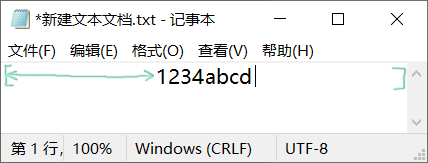 *新建文本文档.txt - 记事本
文件(F) 编辑(E) 格式(O) 查看(V) 帮助(H)
1234abcd
第 1 行, 100% Windows (CRLF) UTF-8